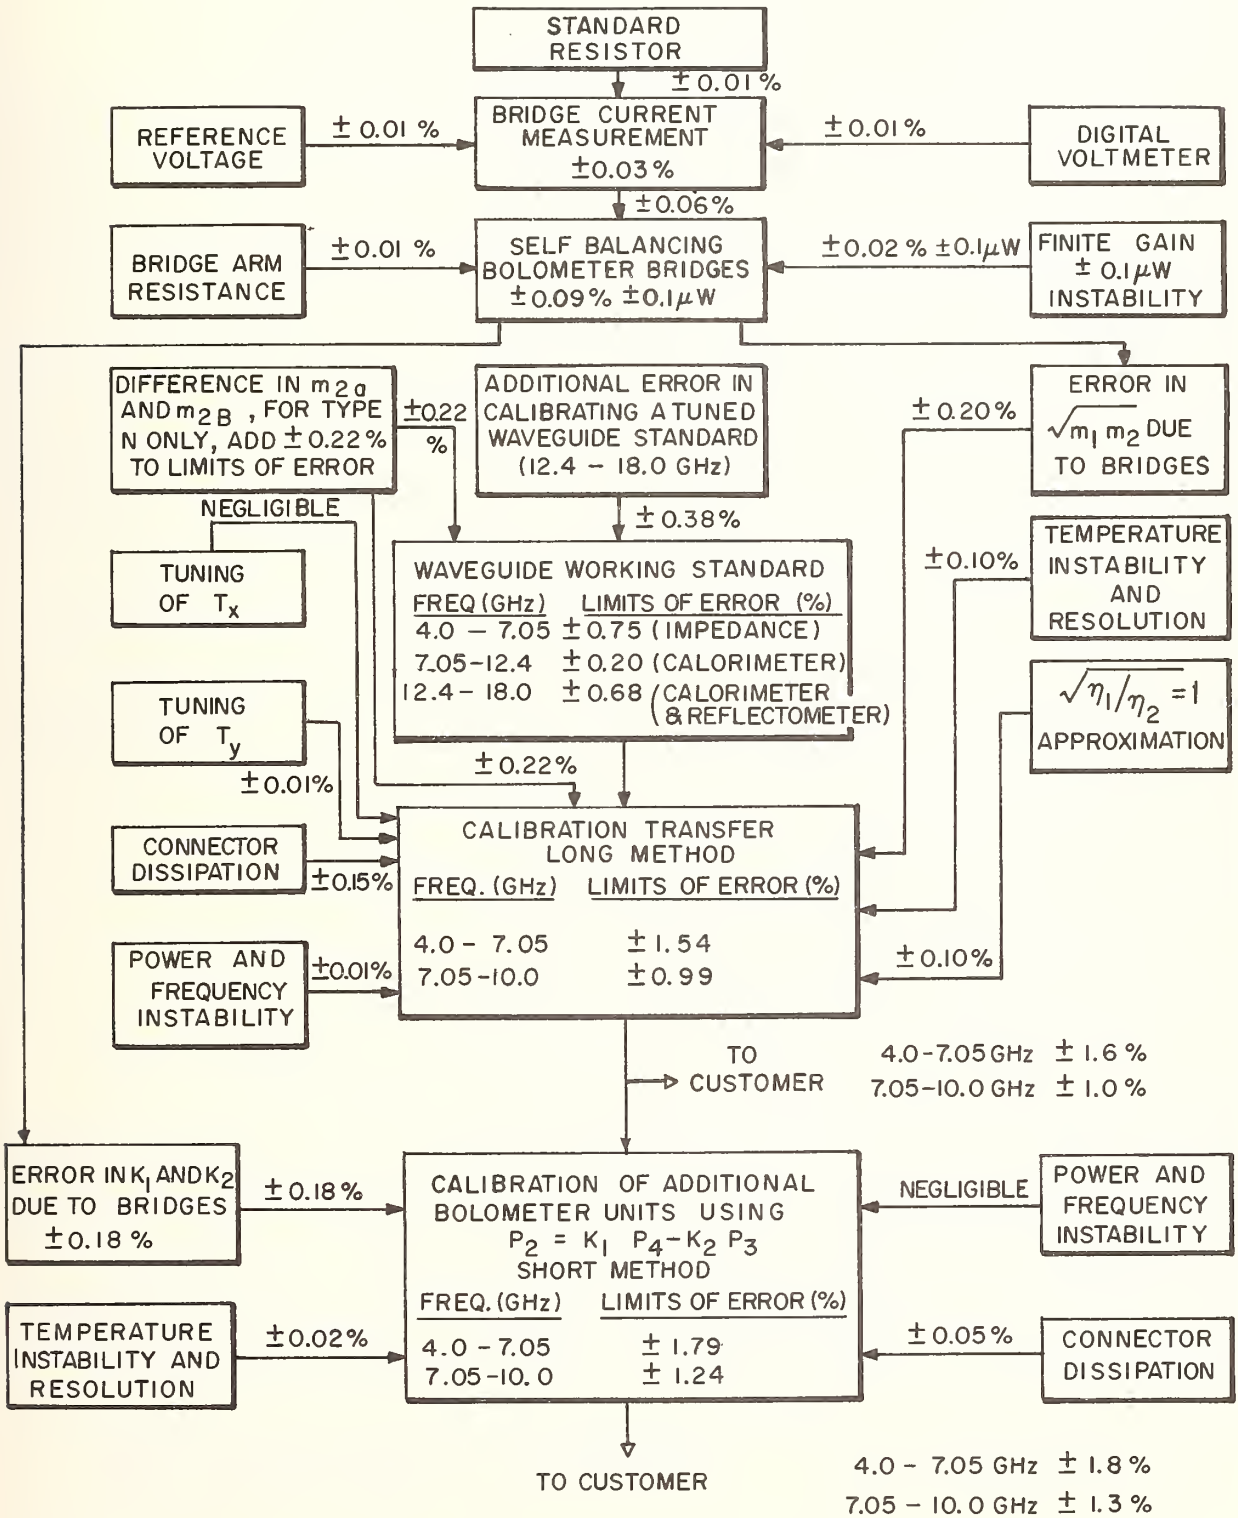 STANDARD
RESISTOR
±0.01%
REFERENCE
VOLTAGE
±0.01%
BRIDGE CURRENT
MEASUREMENT
±0.03%
±0.01%
DIGITAL
VOLTMETER
±0.06%
BRIDGE ARM
RESISTANCE
±0.01%
SELF BALANCING
BOLOMETER BRIDGES
±0.09% ±0.1μW
±0.02% ±0.1μW
FINITE GAIN
± 0.1μW
INSTABILITY
DIFFERENCE IN m2a
AND m2B, FOR TYPE
N ONLY, ADD ±0.22%
TO LIMITS OF ERROR
±0.22
%
ADDITIONAL ERROR IN
CALIBRATING A TUNED
WAVEGUIDE STANDARD
(12.4 – 18.0 GHz)
±0.38%
±0.20%
ERROR IN
√m1 m2 DUE
TO BRIDGES
NEGLIGIBLE
TUNING
OF Tx
WAVEGUIDE WORKING STANDARD
FREQ (GHz) LIMITS OF ERROR (%)
4.0 – 7.05 ±0.75 (IMPEDANCE)
7.05–12.4 ±0.20 (CALORIMETER)
12.4–18.0 ±0.68 (CALORIMETER
& REFLECTOMETER)
±0.10%
TEMPERATURE
INSTABILITY
AND
RESOLUTION
TUNING
OF Ty
±0.01%
±0.22%
√η1/η2 = 1
APPROXIMATION
CONNECTOR
DISSIPATION
±0.15%
CALIBRATION TRANSFER
LONG METHOD
FREQ. (GHz) LIMITS OF ERROR (%)
4.0 – 7.05 ± 1.54
7.05–10.0 ±0.99
±0.10%
POWER AND
FREQUENCY
INSTABILITY
±0.01%
TO
CUSTOMER
4.0–7.05 GHz ± 1.6 %
7.05–10.0 GHz ± 1.0 %
ERROR IN K1 AND K2
DUE TO BRIDGES
±0.18 %
±0.18%
CALIBRATION OF ADDITIONAL
BOLOMETER UNITS USING
P2 = K1 P4–K2 P3
SHORT METHOD
FREQ. (GHz) LIMITS OF ERROR (%)
4.0 – 7.05 ± 1.79
7.05–10.0 ± 1.24
NEGLIGIBLE
POWER AND
FREQUENCY
INSTABILITY
TEMPERATURE
INSTABILITY AND
RESOLUTION
±0.02%
±0.05%
CONNECTOR
DISSIPATION
TO CUSTOMER
4.0 – 7.05 GHz ± 1.8 %
7.05 – 10.0 GHz ± 1.3 %